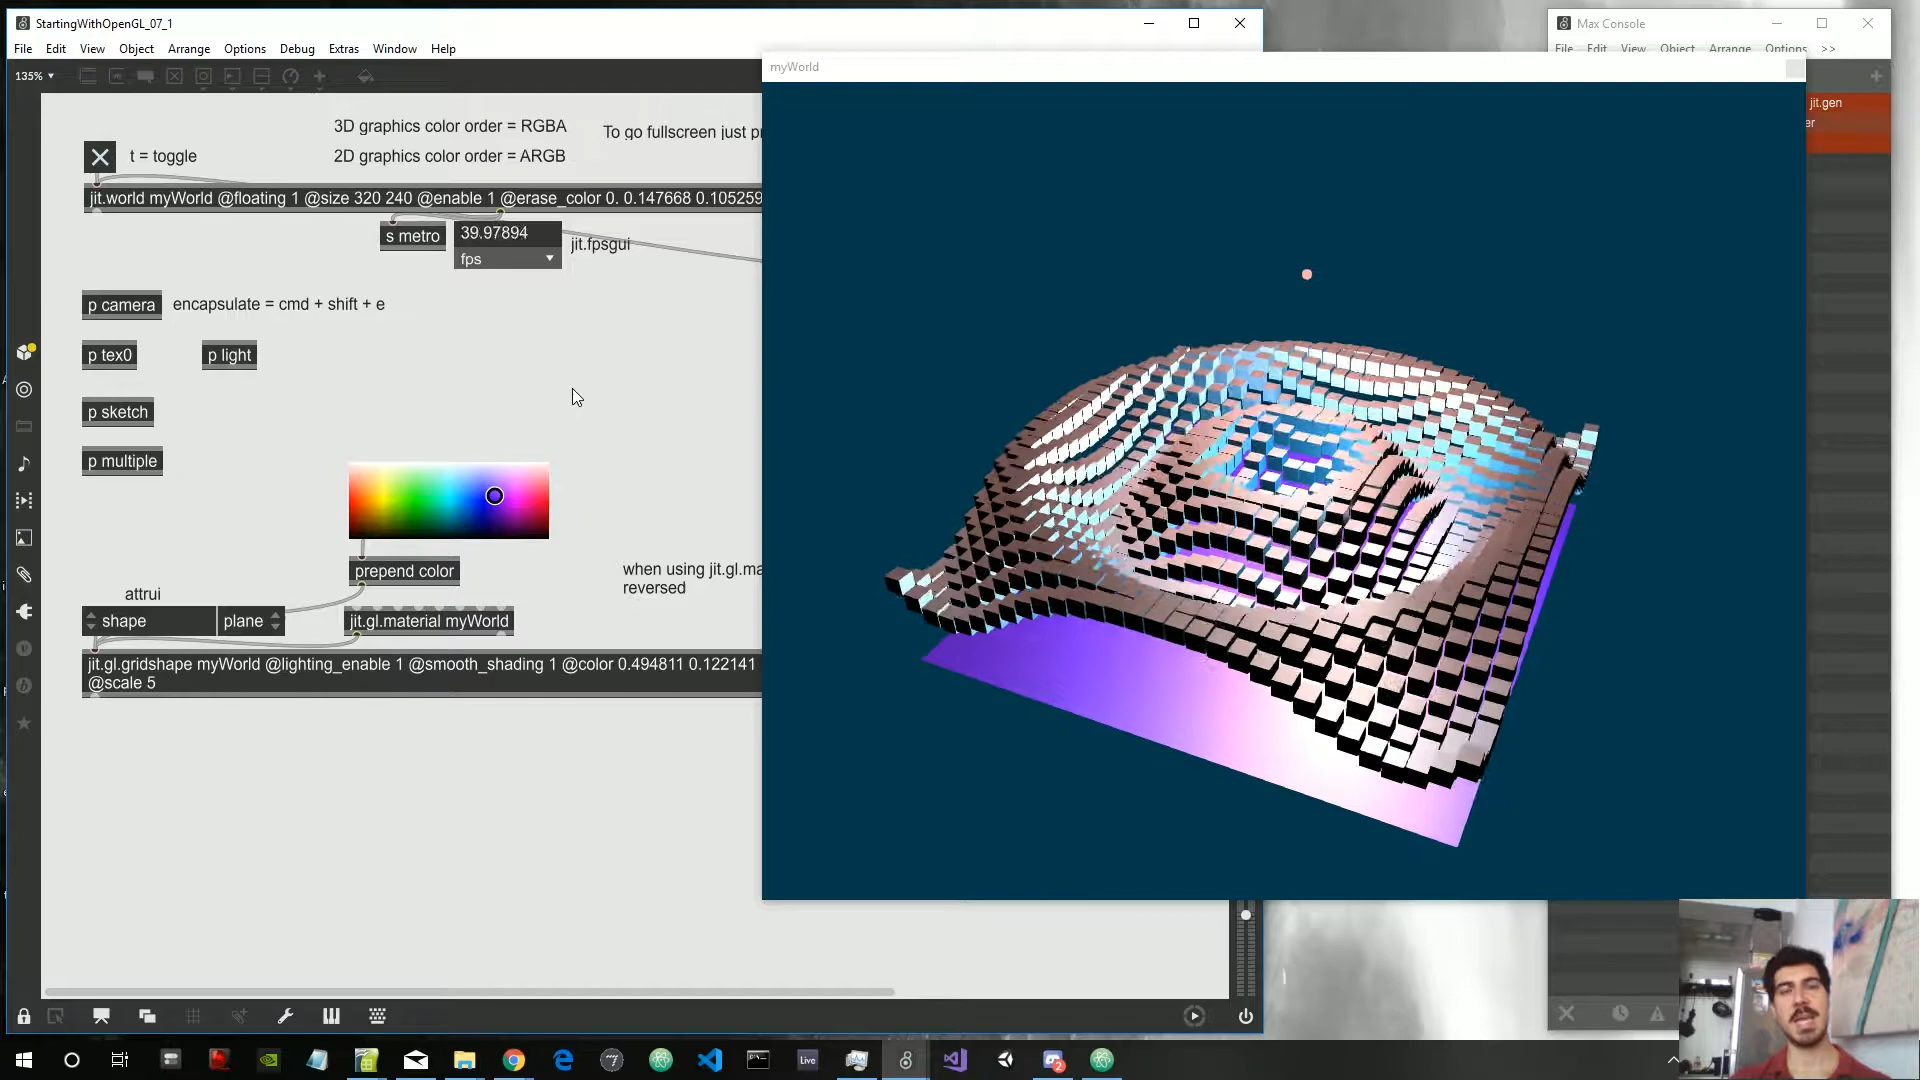 StartingWithOpenGL_07_1
File Edit View Object Arrange Options Debug Extras Window Help
135%
3D graphics color order = RGBA
To go fullscreen just p
t = toggle
2D graphics color order = ARGB
jit.world myWorld @floating 1 @size 320 240 @enable 1 @erase_color 0. 0.147668 0.105259
s metro
39.97894
fps
jit.fpsgui
p camera
encapsulate = cmd + shift + e
p tex0
p light
p sketch
p multiple
prepend color
when using jit.gl.ma
reversed
attrui
shape
plane
jit.gl.material myWorld
jit.gl.gridshape myWorld @lighting_enable 1 @smooth_shading 1 @color 0.494811 0.122141
@scale 5
myWorld
Max Console
File Edit View Object Arrange Options >>
jit.gen
er
Live
2